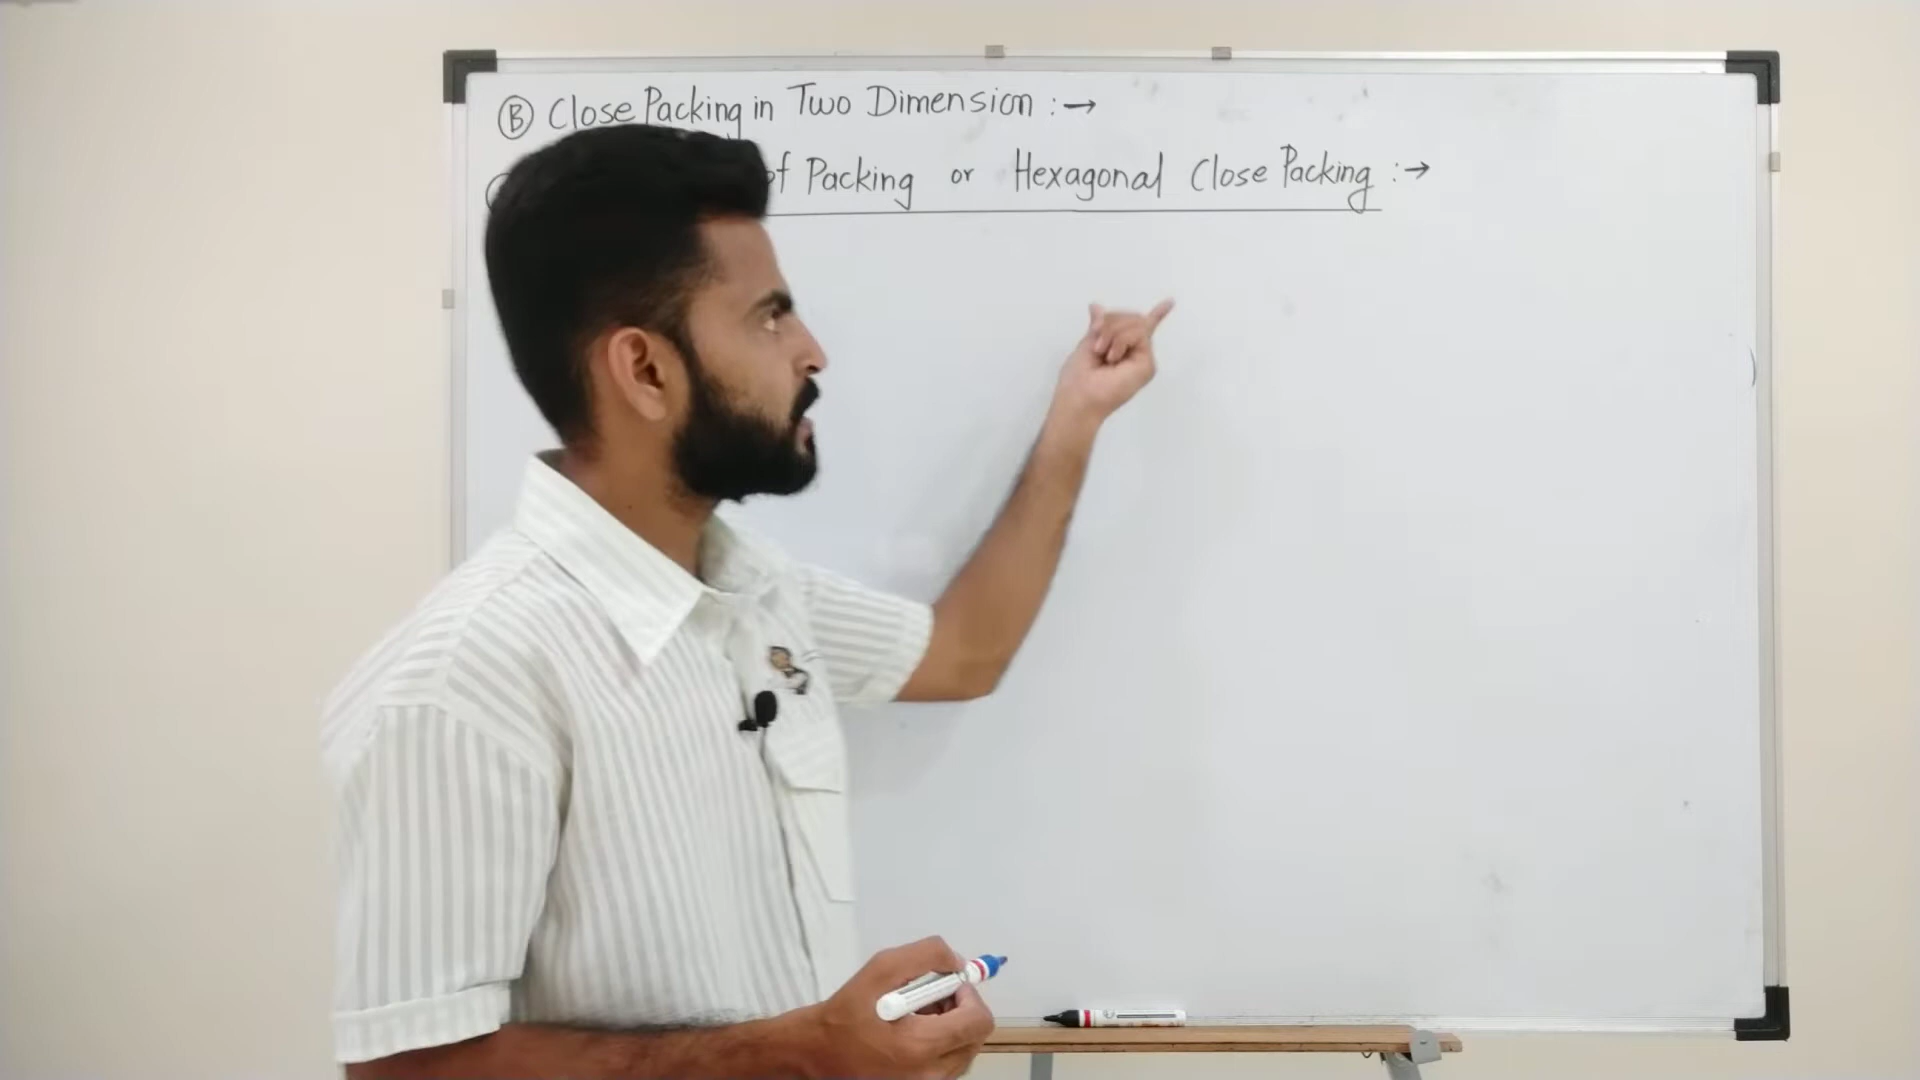 Ⓑ Close Packing in Two Dimension :→
of Packing or Hexagonal Close Packing :→